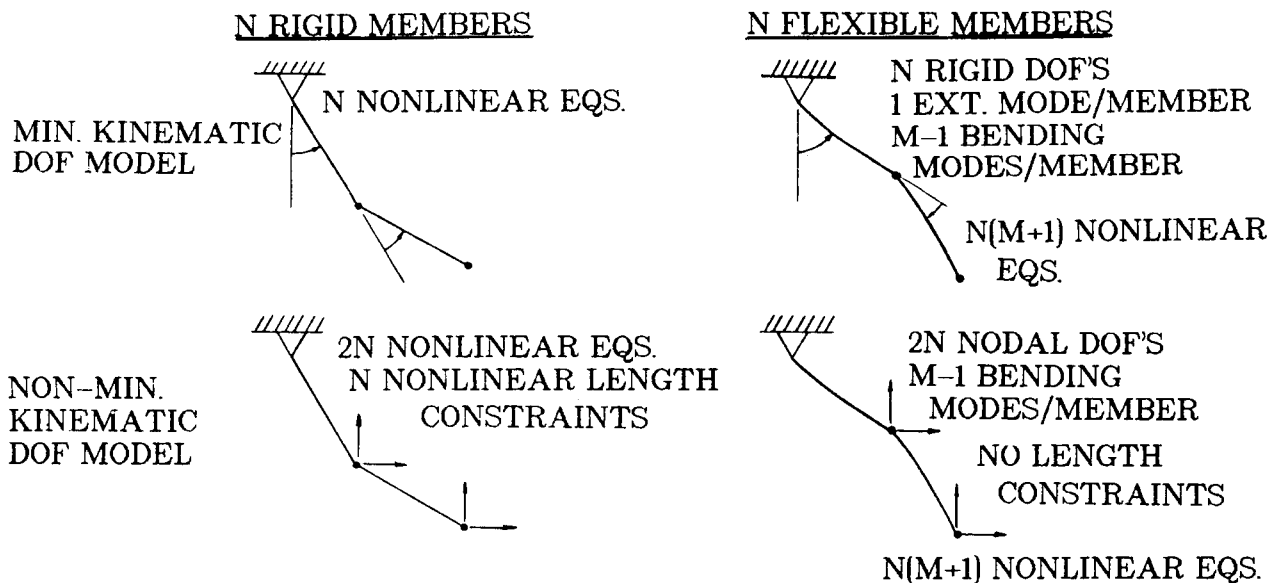 N RIGID MEMBERS
N FLEXIBLE MEMBERS
MIN. KINEMATIC
DOF MODEL
N NONLINEAR EQS.
N RIGID DOF'S
1 EXT. MODE/MEMBER
M-1 BENDING
MODES/MEMBER
N(M+1) NONLINEAR
EQS.
NON-MIN.
KINEMATIC
DOF MODEL
2N NONLINEAR EQS.
N NONLINEAR LENGTH
CONSTRAINTS
2N NODAL DOF'S
M-1 BENDING
MODES/MEMBER
NO LENGTH
CONSTRAINTS
N(M+1) NONLINEAR EQS.